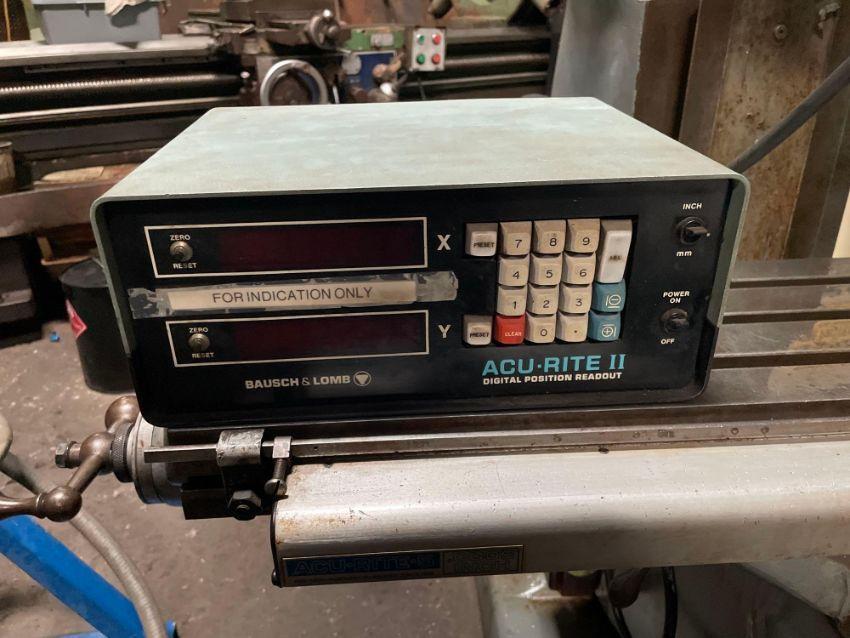 ZERO
RESET
X
FOR INDICATION ONLY
ZERO
RESET
Y
BAUSCH & LOMB
PRESET
7 8 9
4 5 6
1 2 3
PRESET
CLEAR
0 ·
ABS
ACU·RITE II
DIGITAL POSITION READOUT
INCH
mm
POWER
ON
OFF
ACU·RITE